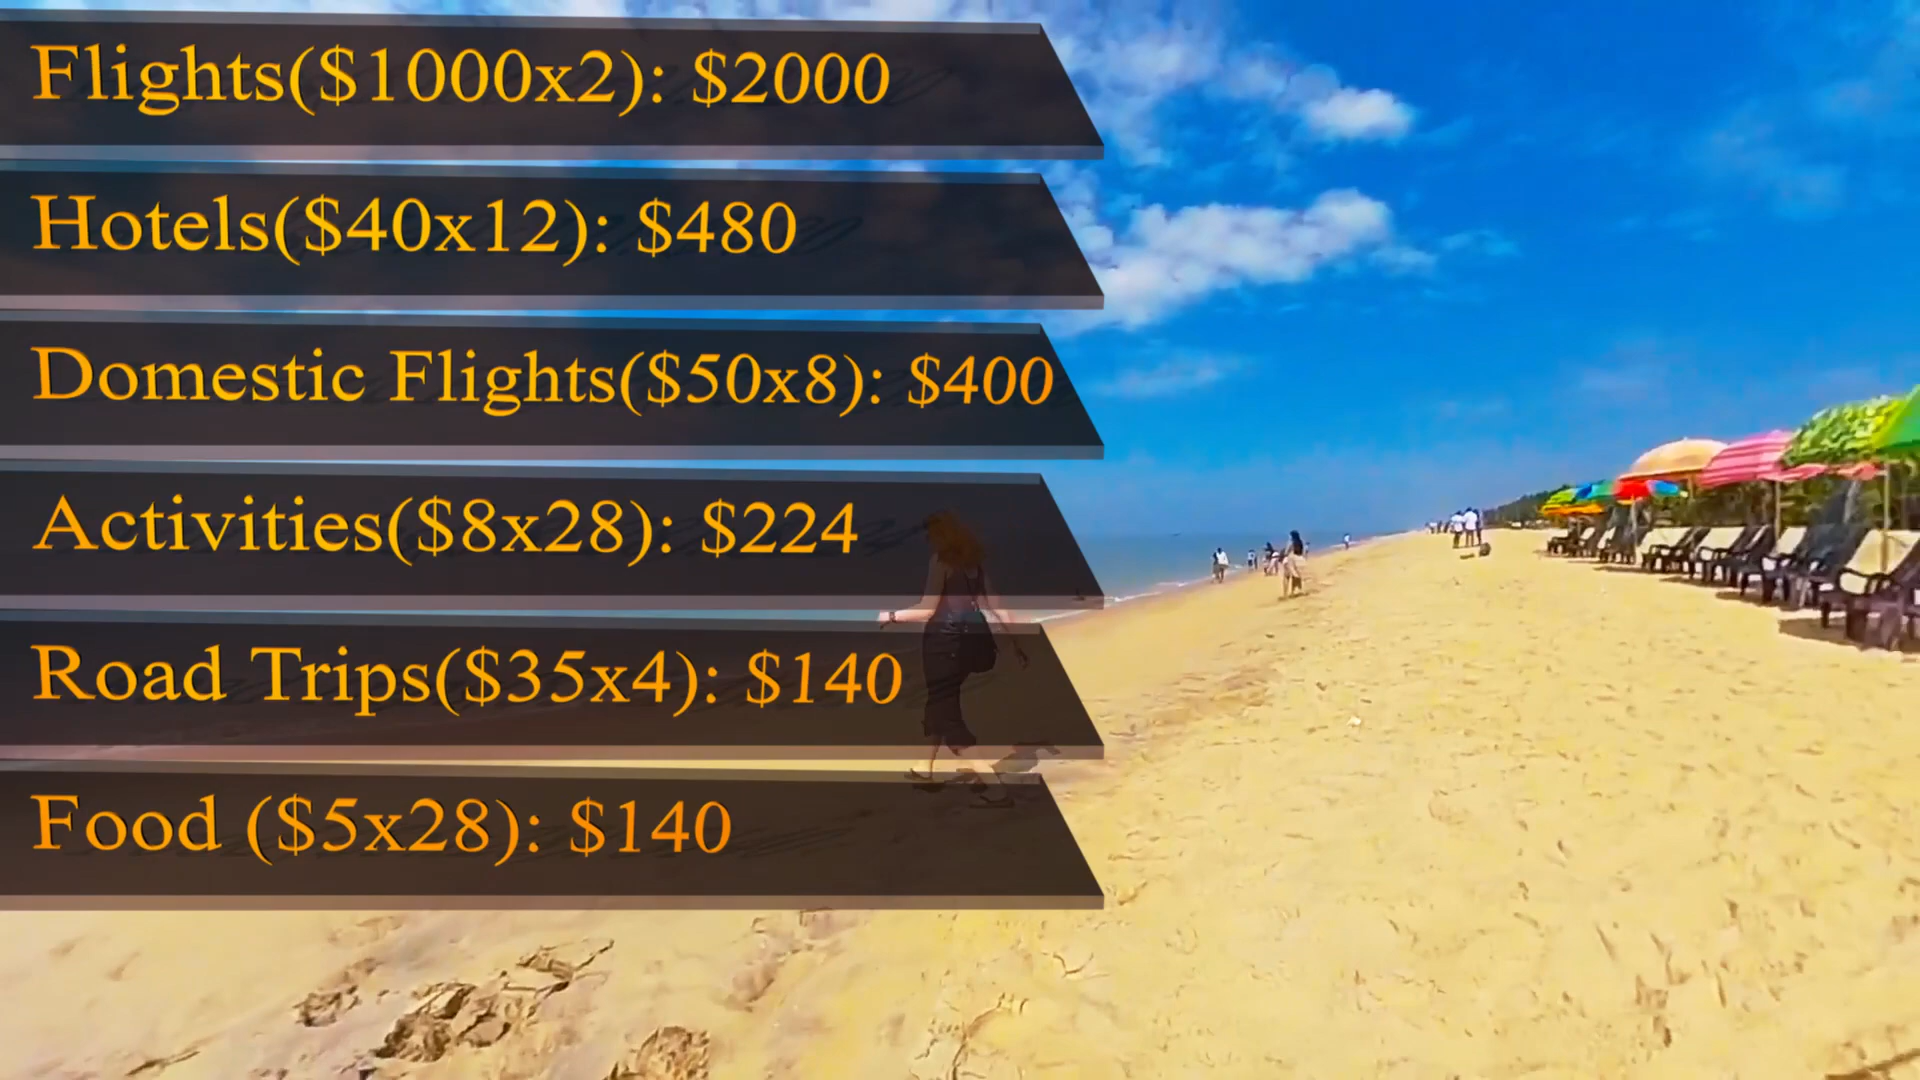 Flights($1000x2): $2000
Hotels($40x12): $480
Domestic Flights($50x8): $400
Activities($8x28): $224
Road Trips($35x4): $140
Food ($5x28): $140